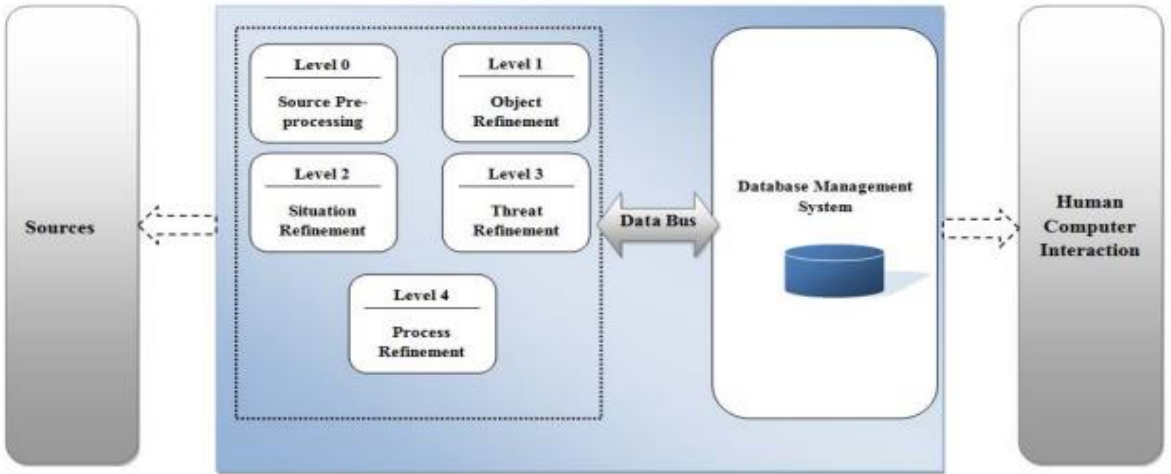 Sources
Level 0
Source Pre-
processing
Level 1
Object
Refinement
Level 2
Situation
Refinement
Level 3
Threat
Refinement
Level 4
Process
Refinement
Data Bus
Database Management
System
Human
Computer
Interaction